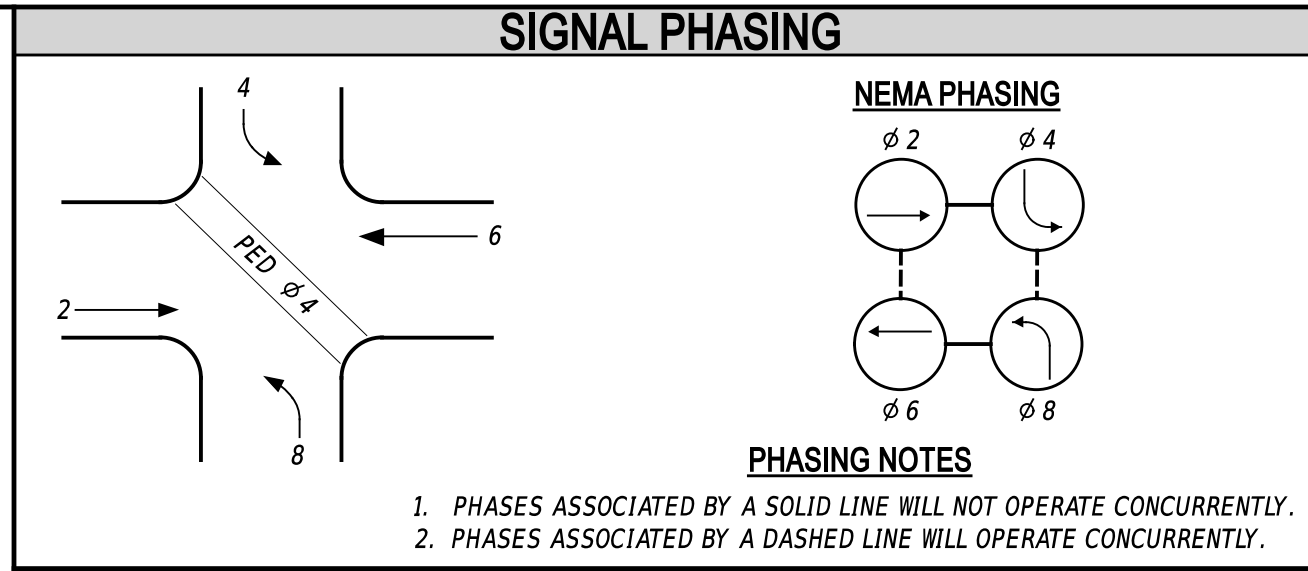 SIGNAL PHASING
4
6
PED ϕ 4
2
8
NEMA PHASING
ϕ 2 ϕ 4
ϕ 6 ϕ 8
PHASING NOTES
1. PHASES ASSOCIATED BY A SOLID LINE WILL NOT OPERATE CONCURRENTLY.
2. PHASES ASSOCIATED BY A DASHED LINE WILL OPERATE CONCURRENTLY.